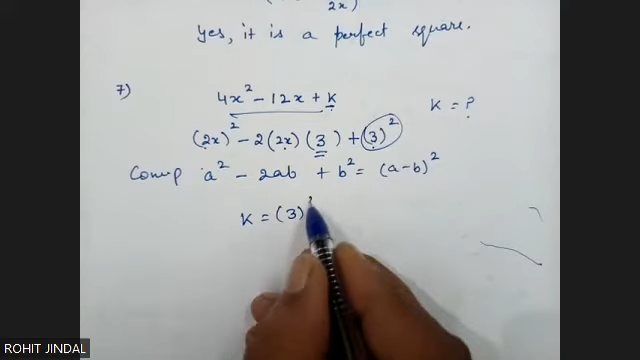 2x)
Yes, it is a perfect square.
7)
4x² - 12x + k
K = ?
(2x)² - 2(2x)(3) + (3)²
Comp a² - 2ab + b² = (a-b)²
K = (3)
ROHIT JINDAL